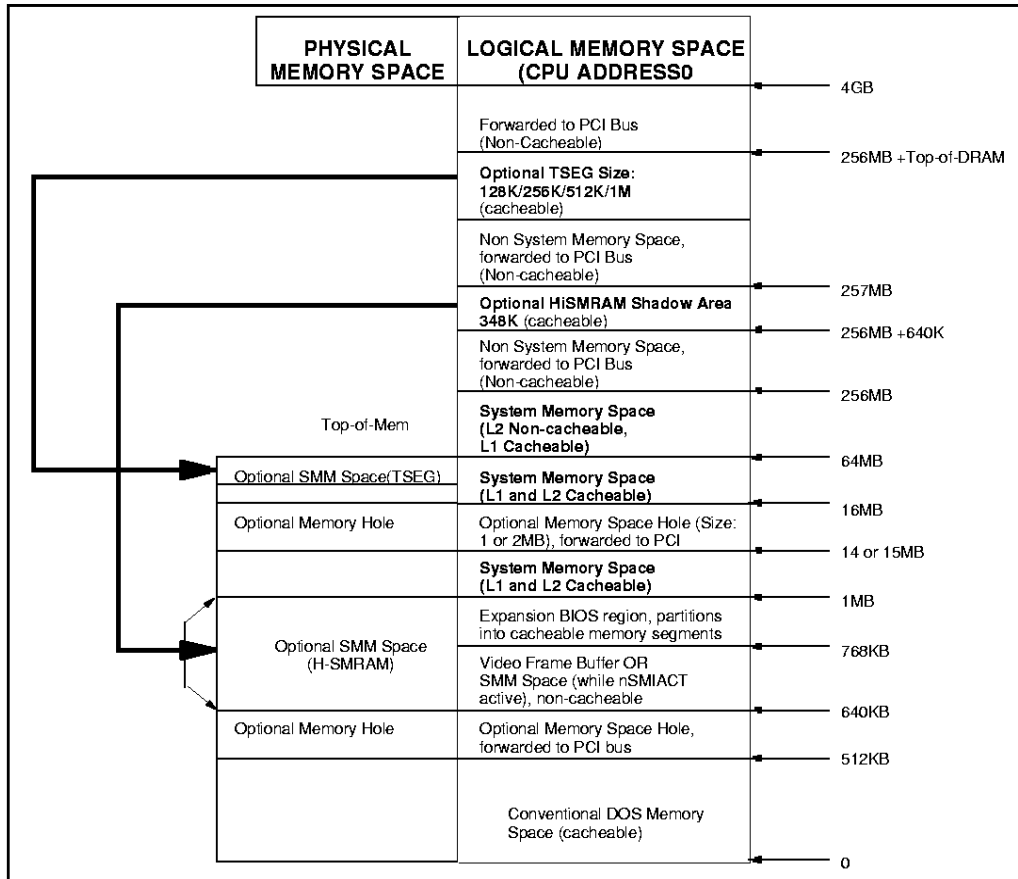 PHYSICAL
MEMORY SPACE
LOGICAL MEMORY SPACE
(CPU ADDRESS0
4GB
Forwarded to PCI Bus
(Non-Cacheable)
256MB +Top-of-DRAM
Optional TSEG Size:
128K/256K/512K/1M
(cacheable)
Non System Memory Space,
forwarded to PCI Bus
(Non-cacheable)
257MB
Optional HiSMRAM Shadow Area
348K (cacheable)
256MB +640K
Non System Memory Space,
forwarded to PCI Bus
(Non-cacheable)
256MB
Top-of-Mem
System Memory Space
(L2 Non-cacheable,
L1 Cacheable)
64MB
Optional SMM Space(TSEG)
System Memory Space
(L1 and L2 Cacheable)
16MB
Optional Memory Hole
Optional Memory Space Hole (Size:
1 or 2MB), forwarded to PCI
14 or 15MB
System Memory Space
(L1 and L2 Cacheable)
1MB
Optional SMM Space
(H-SMRAM)
Expansion BIOS region, partitions
into cacheable memory segments
768KB
Video Frame Buffer OR
SMM Space (while nSMIACT
active), non-cacheable
640KB
Optional Memory Hole
Optional Memory Space Hole,
forwarded to PCI bus
512KB
Conventional DOS Memory
Space (cacheable)
0